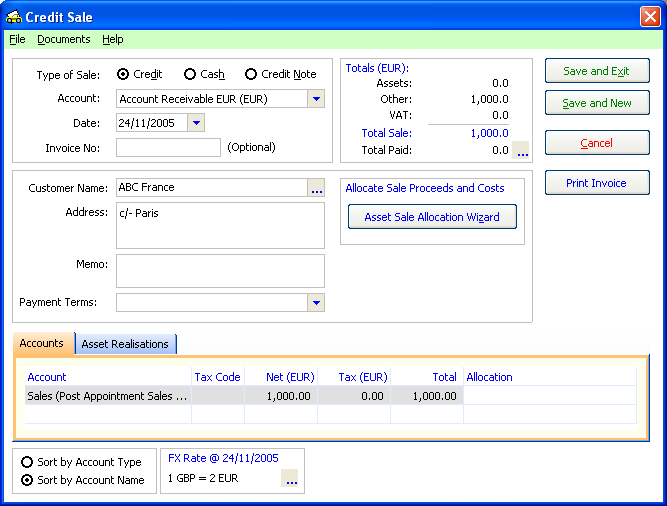 Credit Sale
File Documents Help
Type of Sale: Credit Cash Credit Note
Account: Account Receivable EUR (EUR)
Date: 24/11/2005
Invoice No: (Optional)
Totals (EUR):
Assets: 0.0
Other: 1,000.0
VAT: 0.0
Total Sale: 1,000.0
Total Paid: 0.0 ...
Save and Exit
Save and New
Cancel
Print Invoice
Customer Name: ABC France ...
Address: c/- Paris
Memo:
Payment Terms:
Allocate Sale Proceeds and Costs
Asset Sale Allocation Wizard
Accounts Asset Realisations
Account Tax Code Net (EUR) Tax (EUR) Total Allocation
Sales (Post Appointment Sales ... 1,000.00 0.00 1,000.00
Sort by Account Type
Sort by Account Name
FX Rate @ 24/11/2005
1 GBP = 2 EUR ...